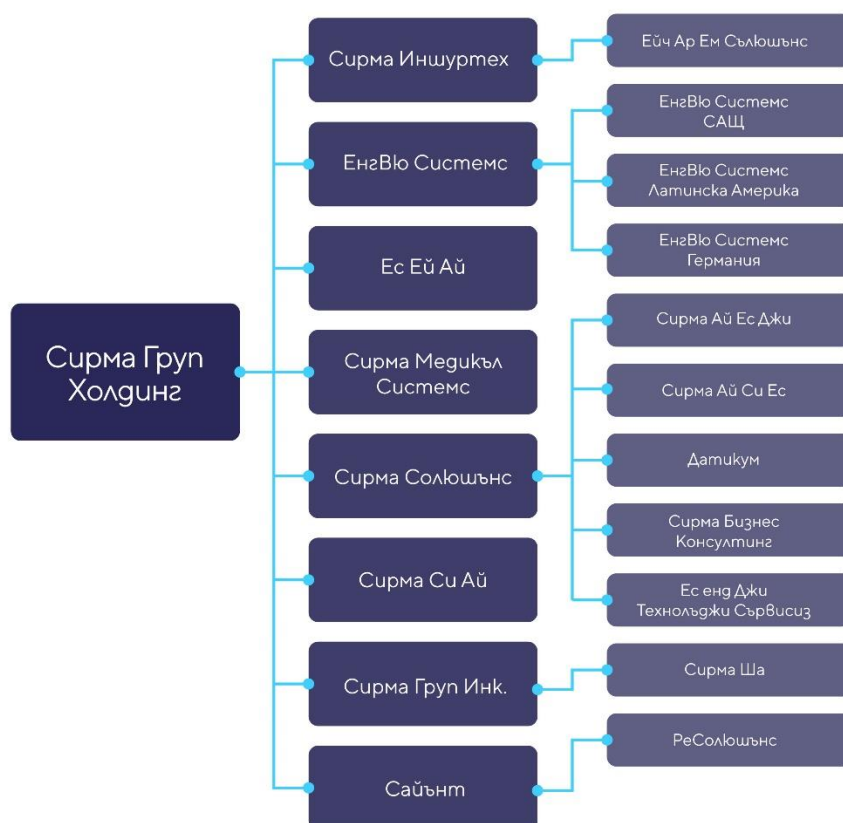 Сирма Груп
Холдинг
Сирма Иншуртех
ЕнгВю Системс
Ес Ей Ай
Сирма Медикъл
Системс
Сирма Солюшънс
Сирма Си Ай
Сирма Груп Инк.
Сайънт
Ейч Ар Ем Сълюшънс
ЕнгВю Системс
САЩ
ЕнгВю Системс
Латинска Америка
ЕнгВю Системс
Германия
Сирма Ай Ес Джи
Сирма Ай Си Ес
Датикум
Сирма Бизнес
Консултинг
Ес енд Джи
Технолъджи Сървисиз
Сирма Ша
РеСолюшънс